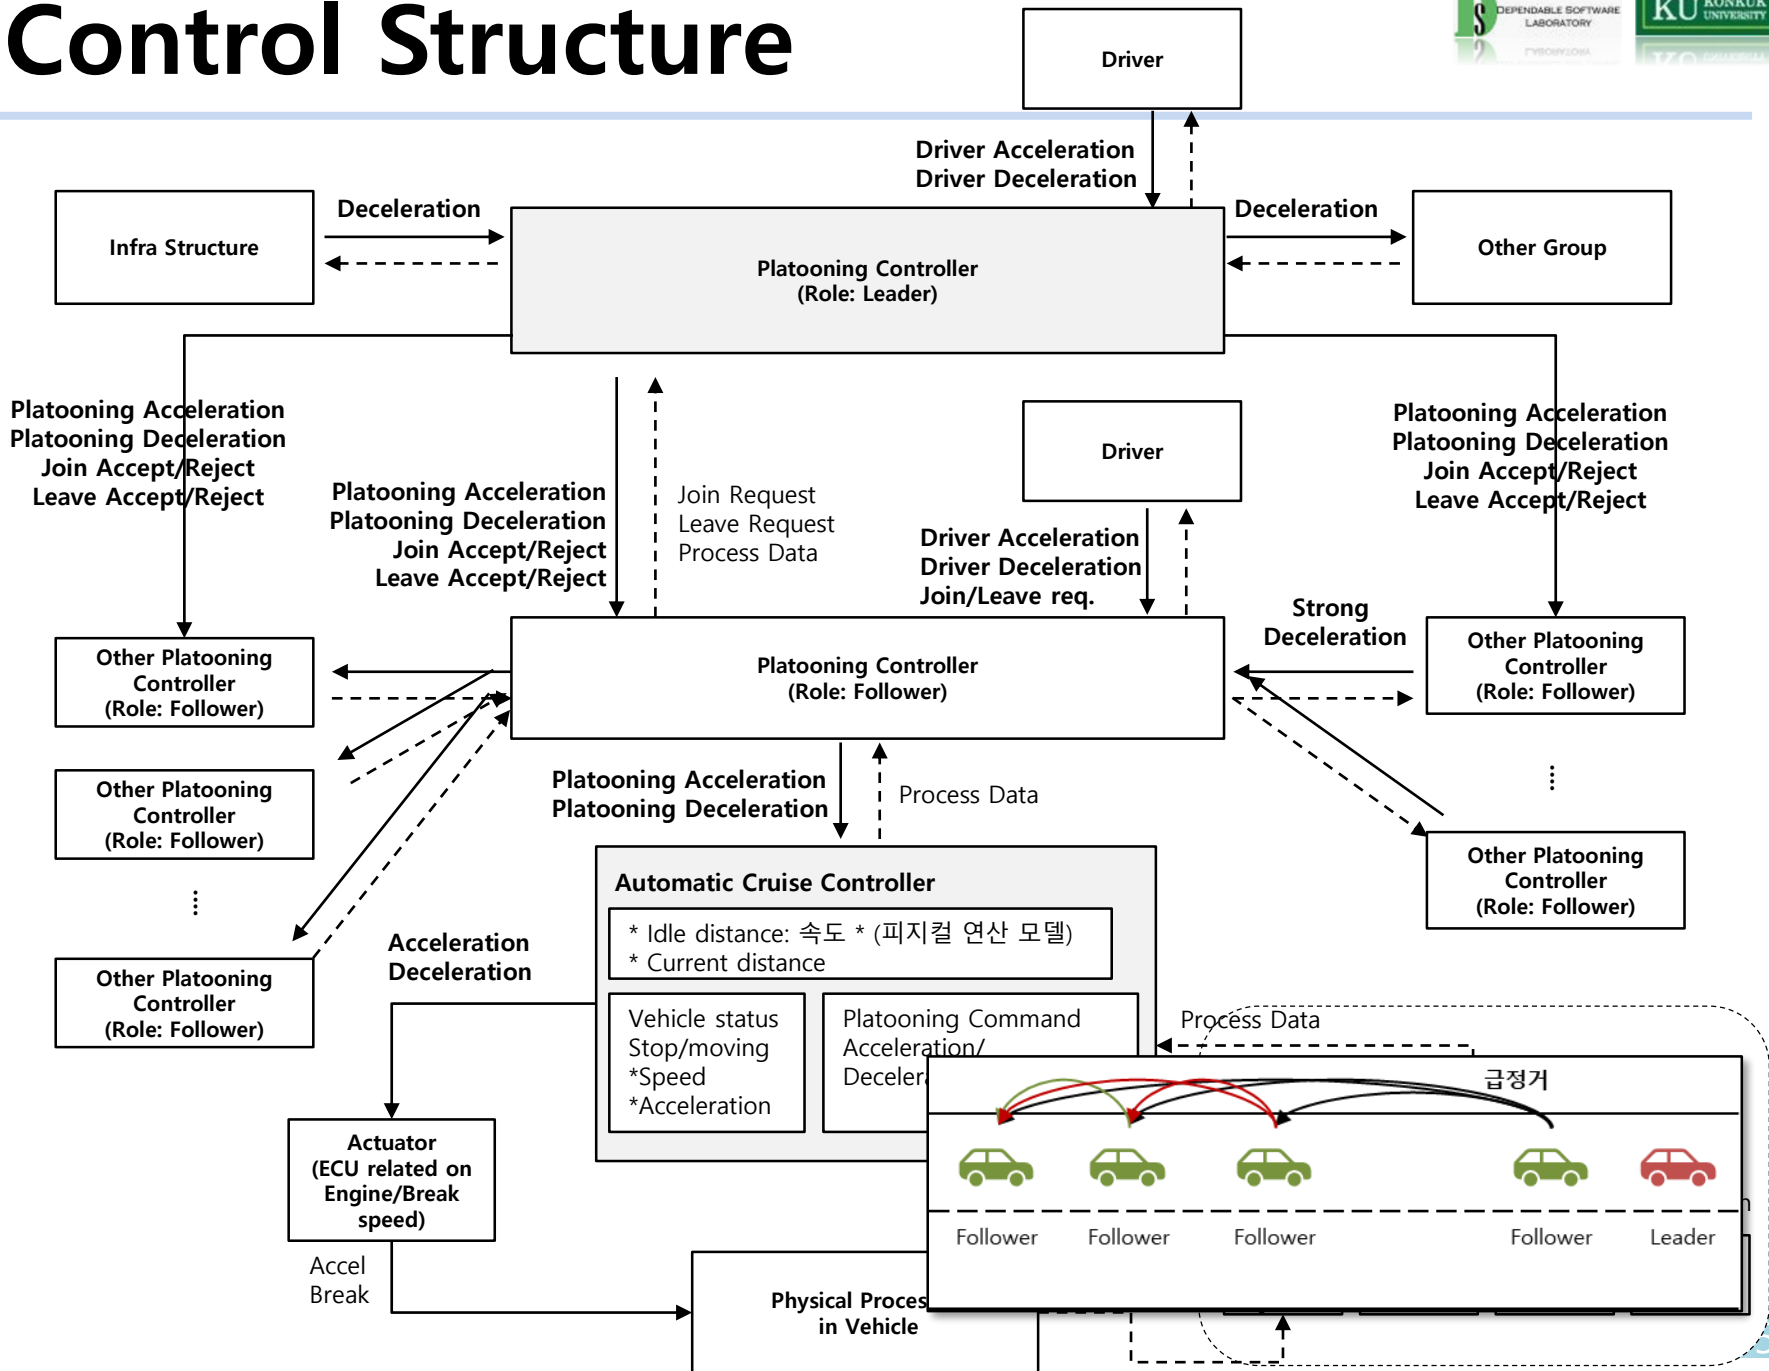 Control Structure
DEPENDABLE SOFTWARE
LABORATORY
KU KONKUK
UNIVERSITY
Driver
Driver Acceleration
Driver Deceleration
Infra Structure
Deceleration
Platooning Controller
(Role: Leader)
Deceleration
Other Group
Platooning Acceleration
Platooning Deceleration
Join Accept/Reject
Leave Accept/Reject
Platooning Acceleration
Platooning Deceleration
Join Accept/Reject
Leave Accept/Reject
Join Request
Leave Request
Process Data
Driver
Driver Acceleration
Driver Deceleration
Join/Leave req.
Platooning Acceleration
Platooning Deceleration
Join Accept/Reject
Leave Accept/Reject
Strong
Deceleration
Other Platooning
Controller
(Role: Follower)
Platooning Controller
(Role: Follower)
Other Platooning
Controller
(Role: Follower)
Other Platooning
Controller
(Role: Follower)
Platooning Acceleration
Platooning Deceleration
Process Data
Other Platooning
Controller
(Role: Follower)
Other Platooning
Controller
(Role: Follower)
Automatic Cruise Controller
* Idle distance: 속도 * (피지컬 연산 모델)
* Current distance
Vehicle status
Stop/moving
*Speed
*Acceleration
Platooning Command
Acceleration/
Deceler
Acceleration
Deceleration
Process Data
급정거
Follower
Follower
Follower
Follower
Leader
Actuator
(ECU related on
Engine/Break
speed)
Accel
Break
Physical Proces
in Vehicle